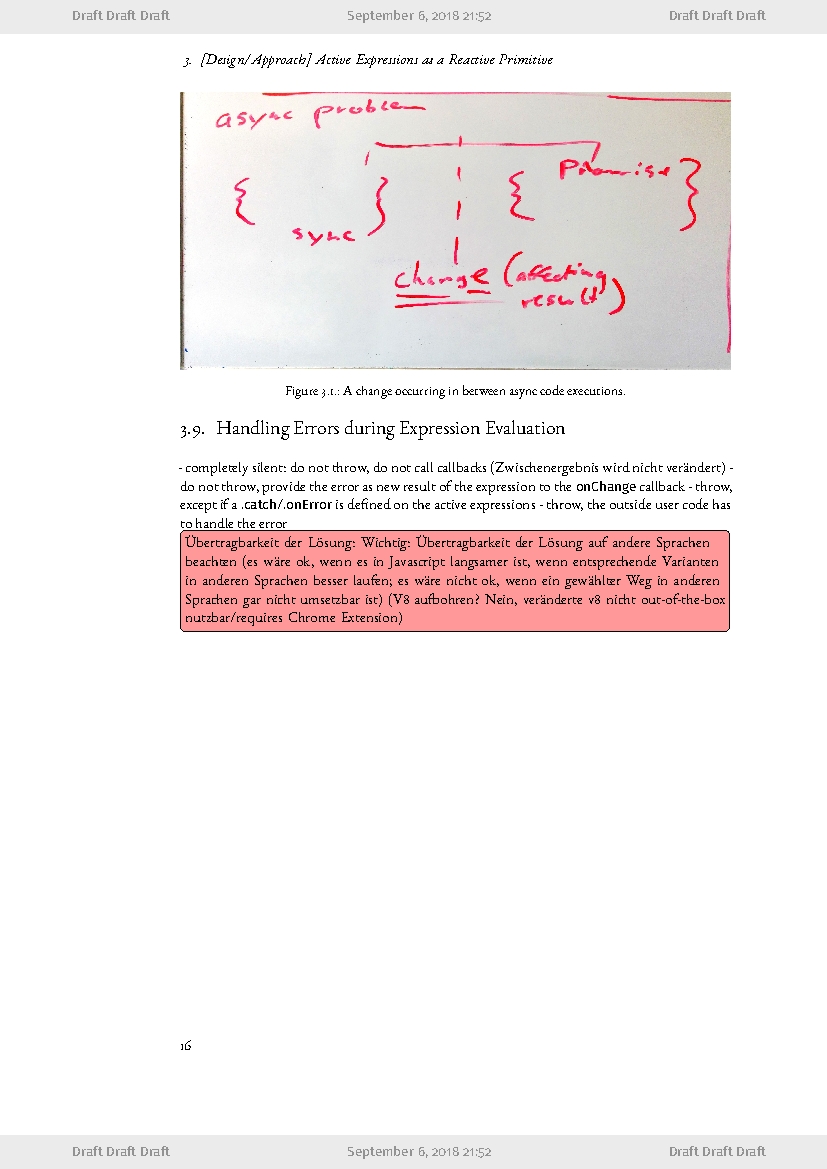 Draft Draft Draft September 6, 2018 21:52 Draft Draft Draft
3. [Design/Approach] Active Expressions as a Reactive Primitive
async problem
{ } { Promise }
sync
change (affecting
result)
Figure 3.1.: A change occurring in between async code executions.
3.9. Handling Errors during Expression Evaluation
- completely silent: do not throw, do not call callbacks (Zwischenergebnis wird nicht verändert) -
do not throw, provide the error as new result of the expression to the onChange callback - throw,
except if a .catch/.onError is defined on the active expressions - throw, the outside user code has
to handle the error
Übertragbarkeit der Lösung: Wichtig: Übertragbarkeit der Lösung auf andere Sprachen
beachten (es wäre ok, wenn es in Javascript langsamer ist, wenn entsprechende Varianten
in anderen Sprachen besser laufen; es wäre nicht ok, wenn ein gewählter Weg in anderen
Sprachen gar nicht umsetzbar ist) (V8 aufbohren? Nein, veränderte v8 nicht out-of-the-box
nutzbar/requires Chrome Extension)
16
Draft Draft Draft September 6, 2018 21:52 Draft Draft Draft